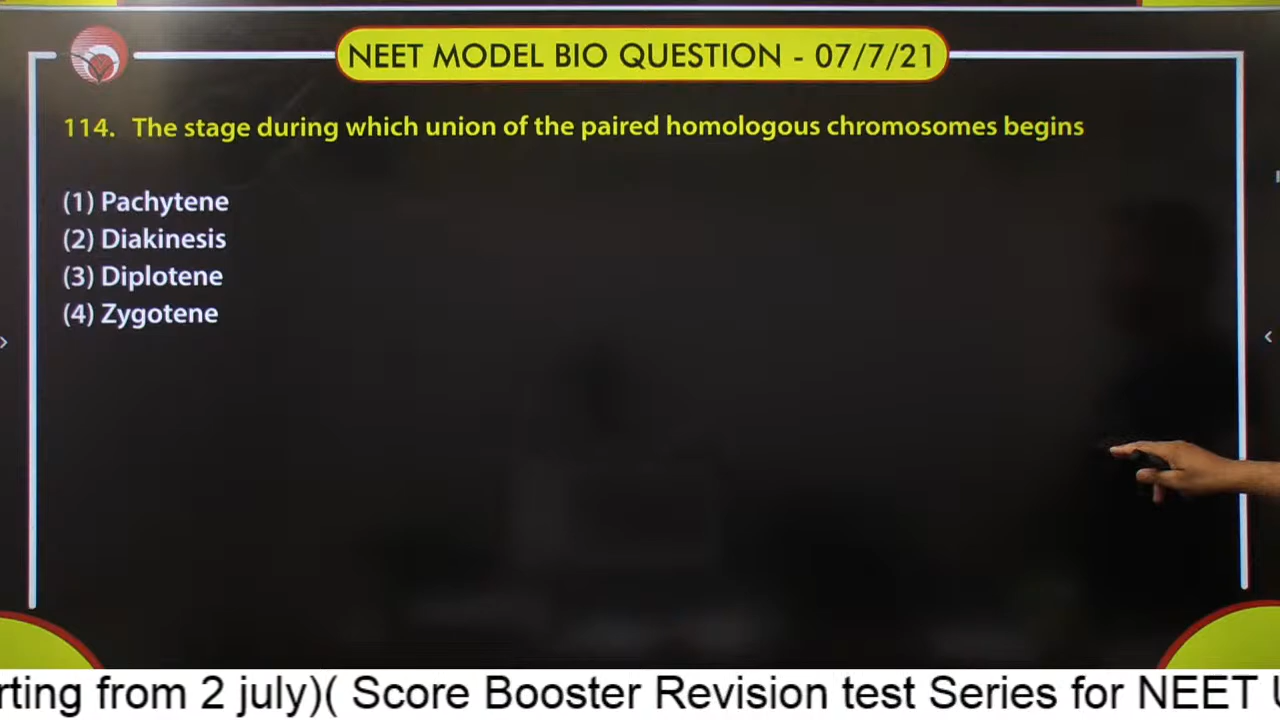 NEET MODEL BIO QUESTION - 07/7/21
114. The stage during which union of the paired homologous chromosomes begins
(1) Pachytene
(2) Diakinesis
(3) Diplotene
(4) Zygotene
rting from 2 july)( Score Booster Revision test Series for NEET U